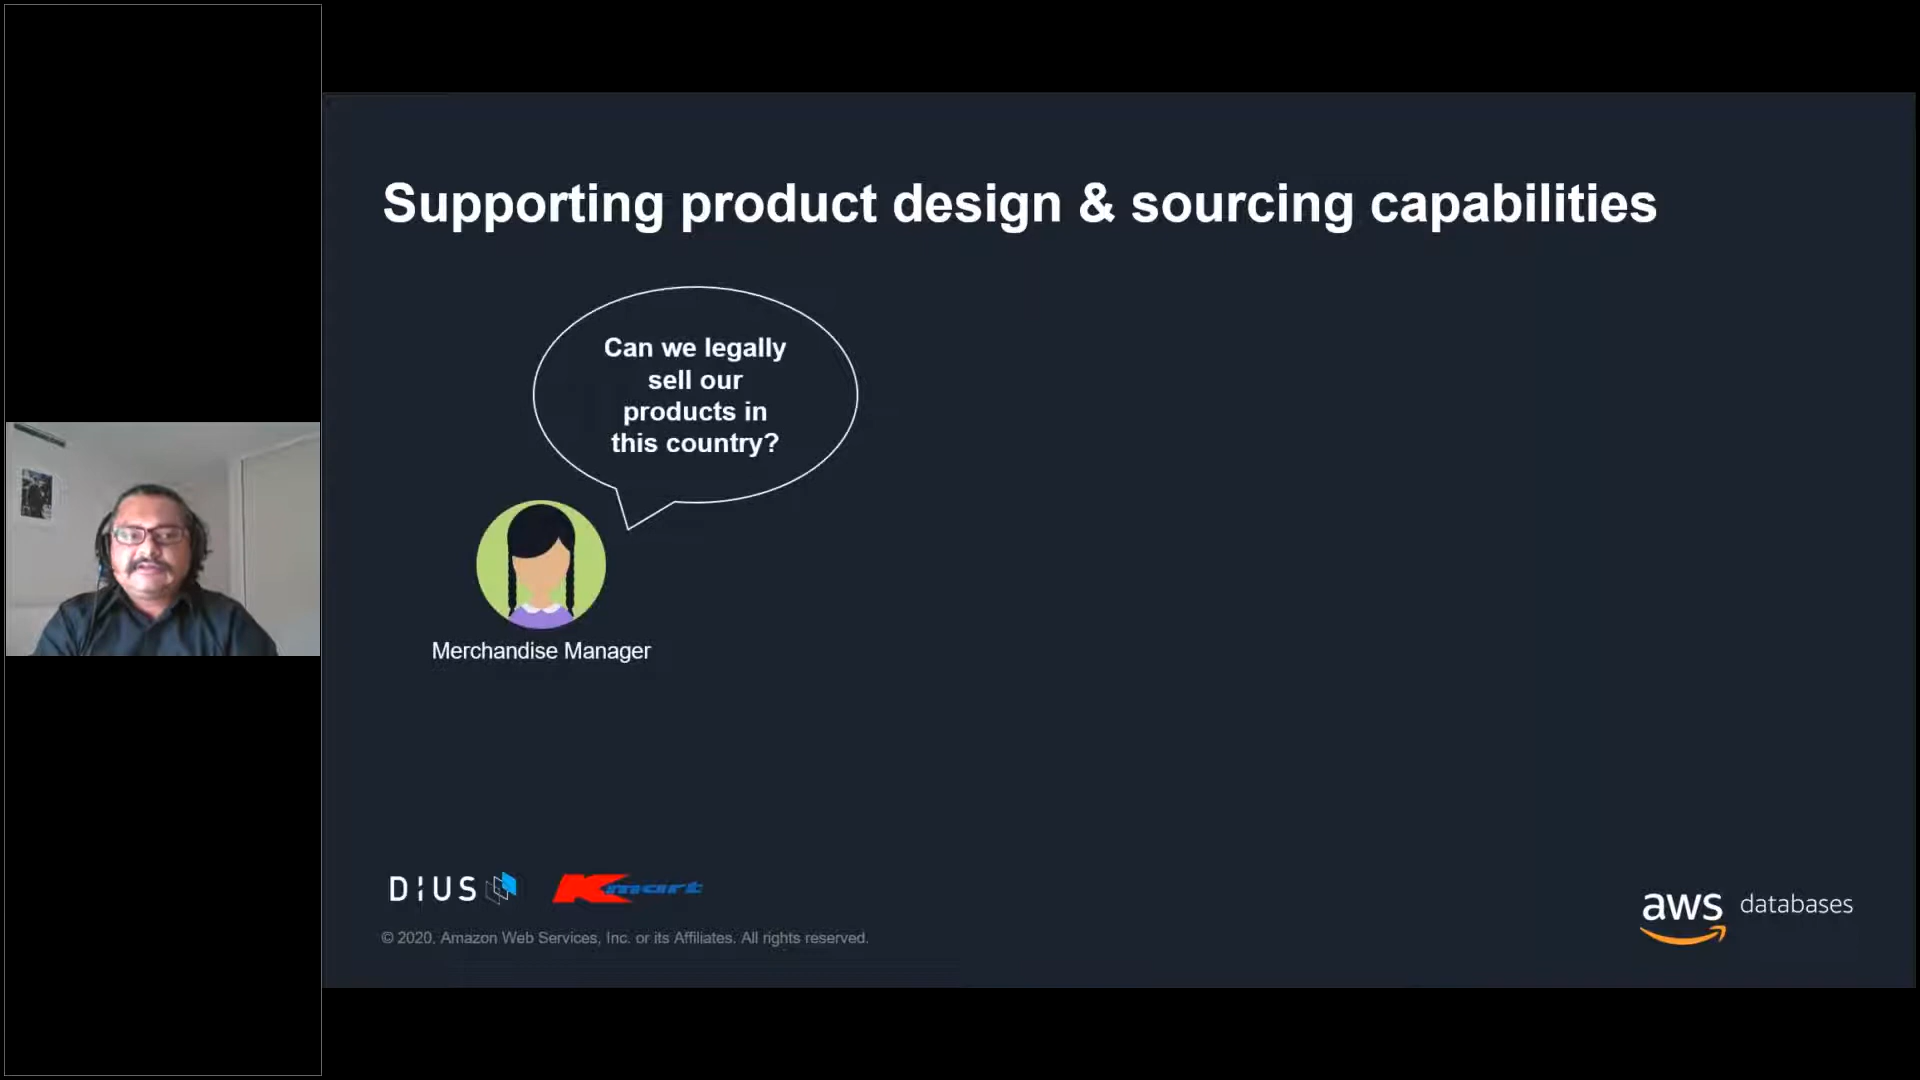 Supporting product design & sourcing capabilities
Can we legally
sell our
products in
this country?
Merchandise Manager
DiUS
Kmart
© 2020, Amazon Web Services, Inc. or its Affiliates. All rights reserved.
aws databases